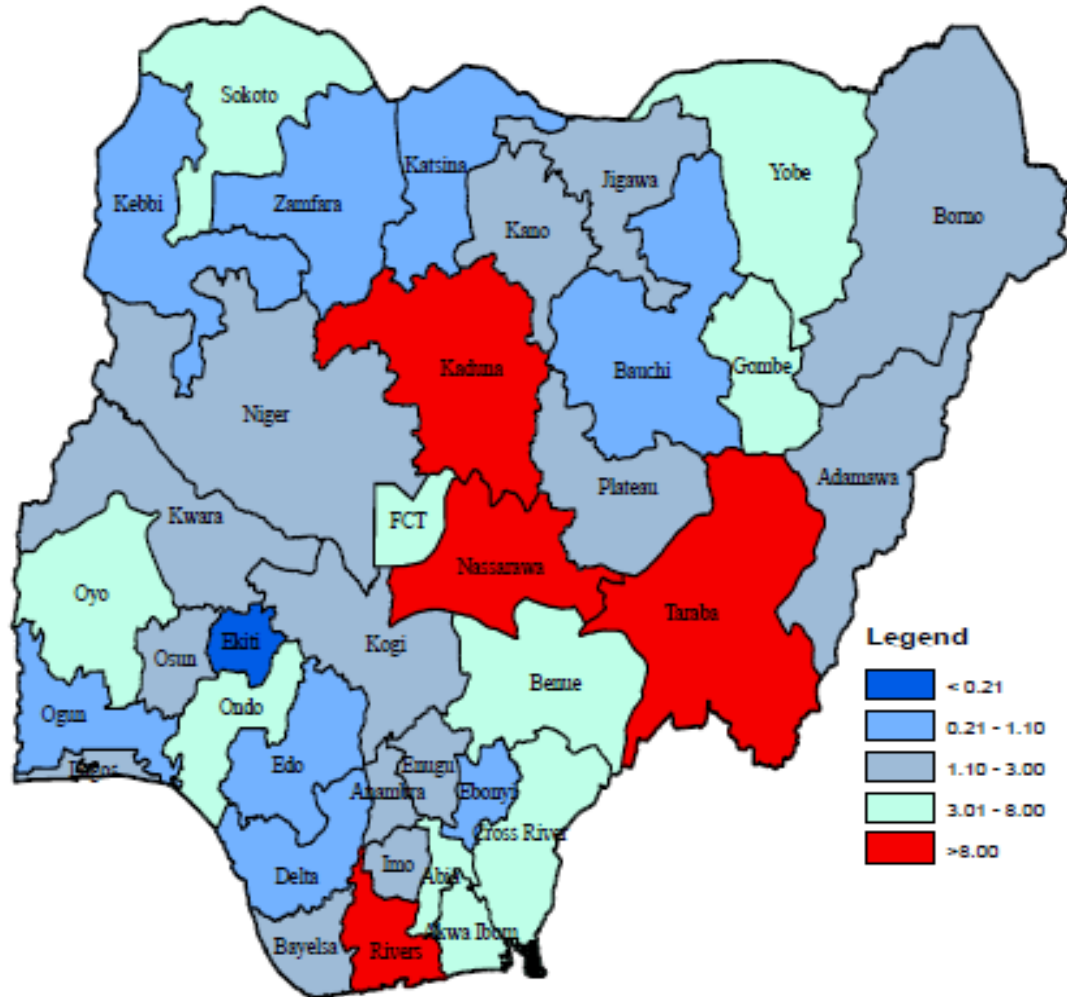 Sokoto
Katsina
Yobe
Jigawa
Kebbi
Zamfara
Borno
Kano
Kaduna
Bauchi
Gombe
Niger
Adamawa
Plateau
Kwara
FCT
Nassarawa
Oyo
Taraba
Ekiti
Kogi
Osun
Benue
Ondo
Ogun
Enugu
Edo
Lagos
Anambra
Ebonyi
Cross River
Imo
Abia
Delta
Akwa Ibom
Bayelsa
Rivers
Legend
< 0.21
0.21 - 1.10
1.10 - 3.00
3.01 - 8.00
>8.00